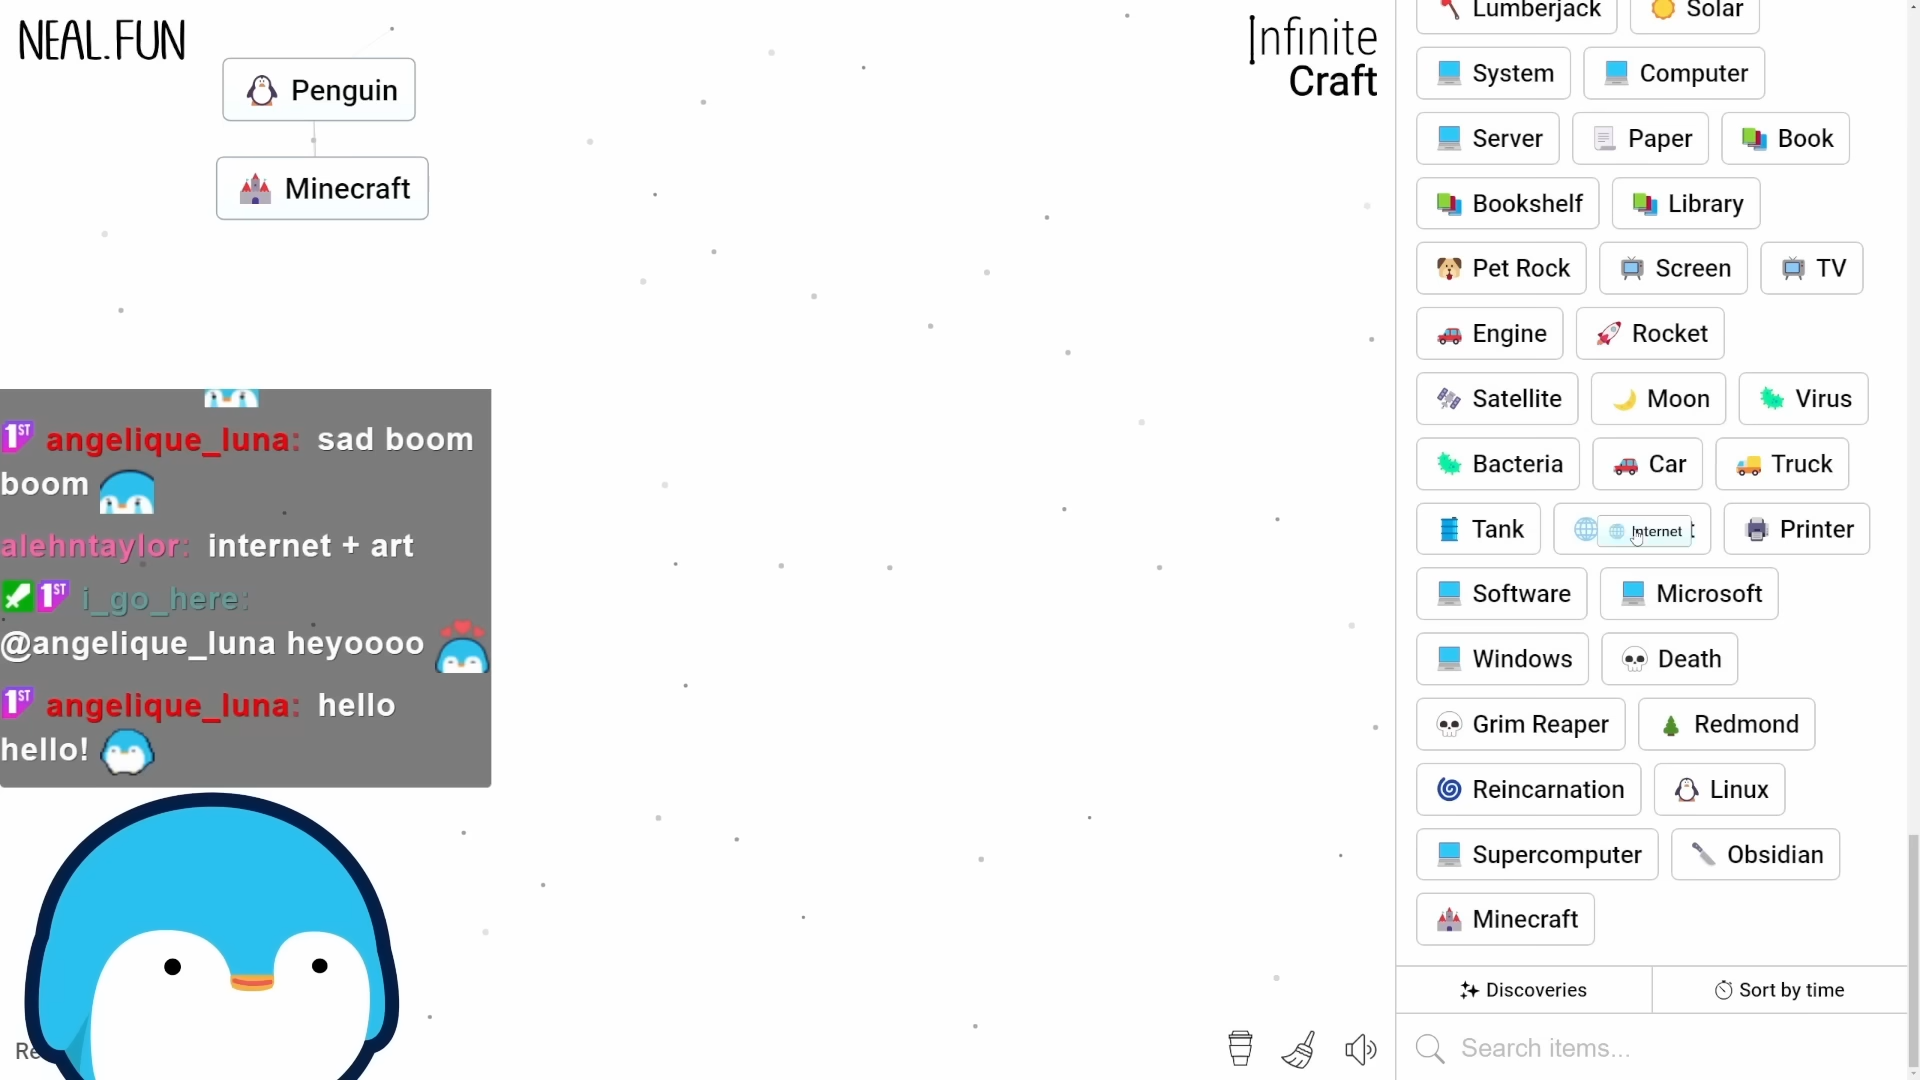 NEAL.FUN
Penguin
Minecraft
Infinite
Craft
angelique_luna: sad boom
boom
alehntaylor: internet + art
i_go_here:
@angelique_luna heyoooo
angelique_luna: hello
hello!
Re
Lumberjack Solar
System Computer
Server Paper Book
Bookshelf Library
Pet Rock Screen TV
Engine Rocket
Satellite Moon Virus
Bacteria Car Truck
Tank Internet Printer
Software Microsoft
Windows Death
Grim Reaper Redmond
Reincarnation Linux
Supercomputer Obsidian
Minecraft
Discoveries Sort by time
Search items...